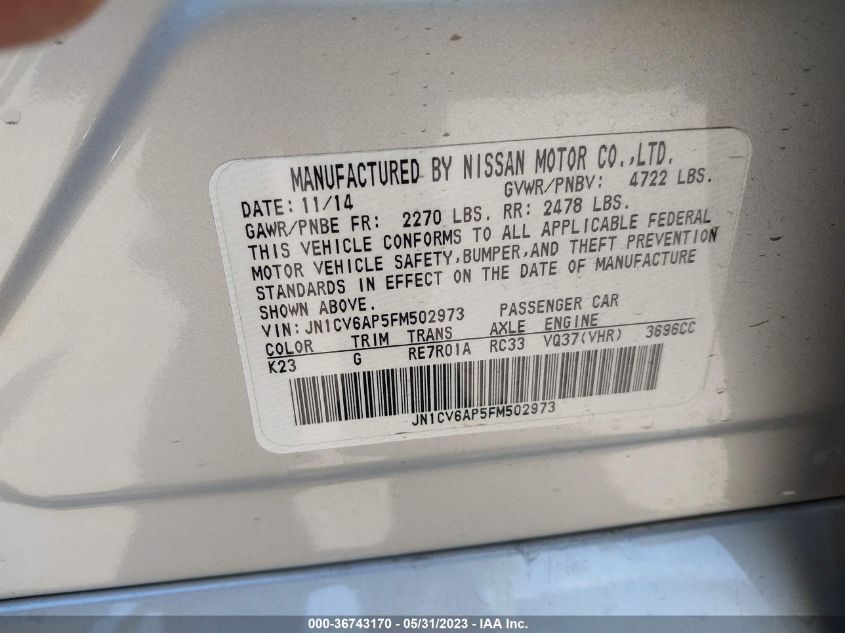 MANUFACTURED BY NISSAN MOTOR CO.,LTD.
DATE: 11/14 GVWR/PNBV: 4722 LBS.
GAWR/PNBE FR: 2270 LBS. RR: 2478 LBS.
THIS VEHICLE CONFORMS TO ALL APPLICABLE FEDERAL
MOTOR VEHICLE SAFETY,BUMPER,AND THEFT PREVENTION
STANDARDS IN EFFECT ON THE DATE OF MANUFACTURE
SHOWN ABOVE.
VIN: JN1CV6AP5FM502973 PASSENGER CAR
COLOR TRIM TRANS AXLE ENGINE
K23 G RE7R01A RC33 VQ37(VHR) 3696CC
JN1CV6AP5FM502973
000-36743170 - 05/31/2023 - IAA Inc.